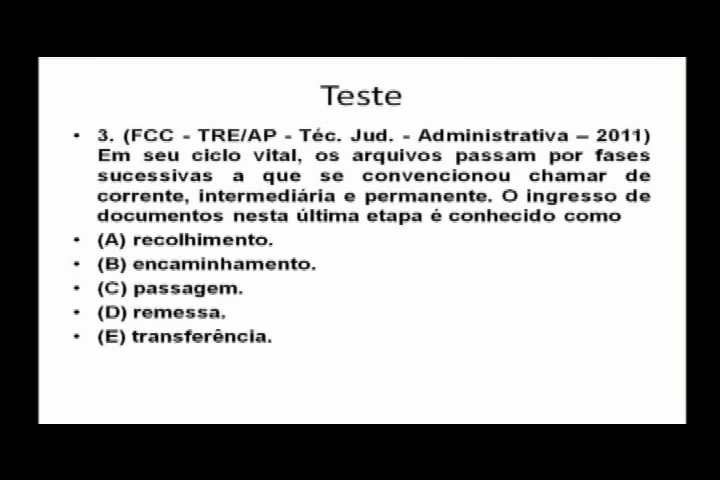 Teste
• 3. (FCC - TRE/AP - Téc. Jud. - Administrativa – 2011)
Em seu ciclo vital, os arquivos passam por fases
sucessivas a que se convencionou chamar de
corrente, intermediária e permanente. O ingresso de
documentos nesta última etapa é conhecido como
• (A) recolhimento.
• (B) encaminhamento.
• (C) passagem.
• (D) remessa.
• (E) transferência.